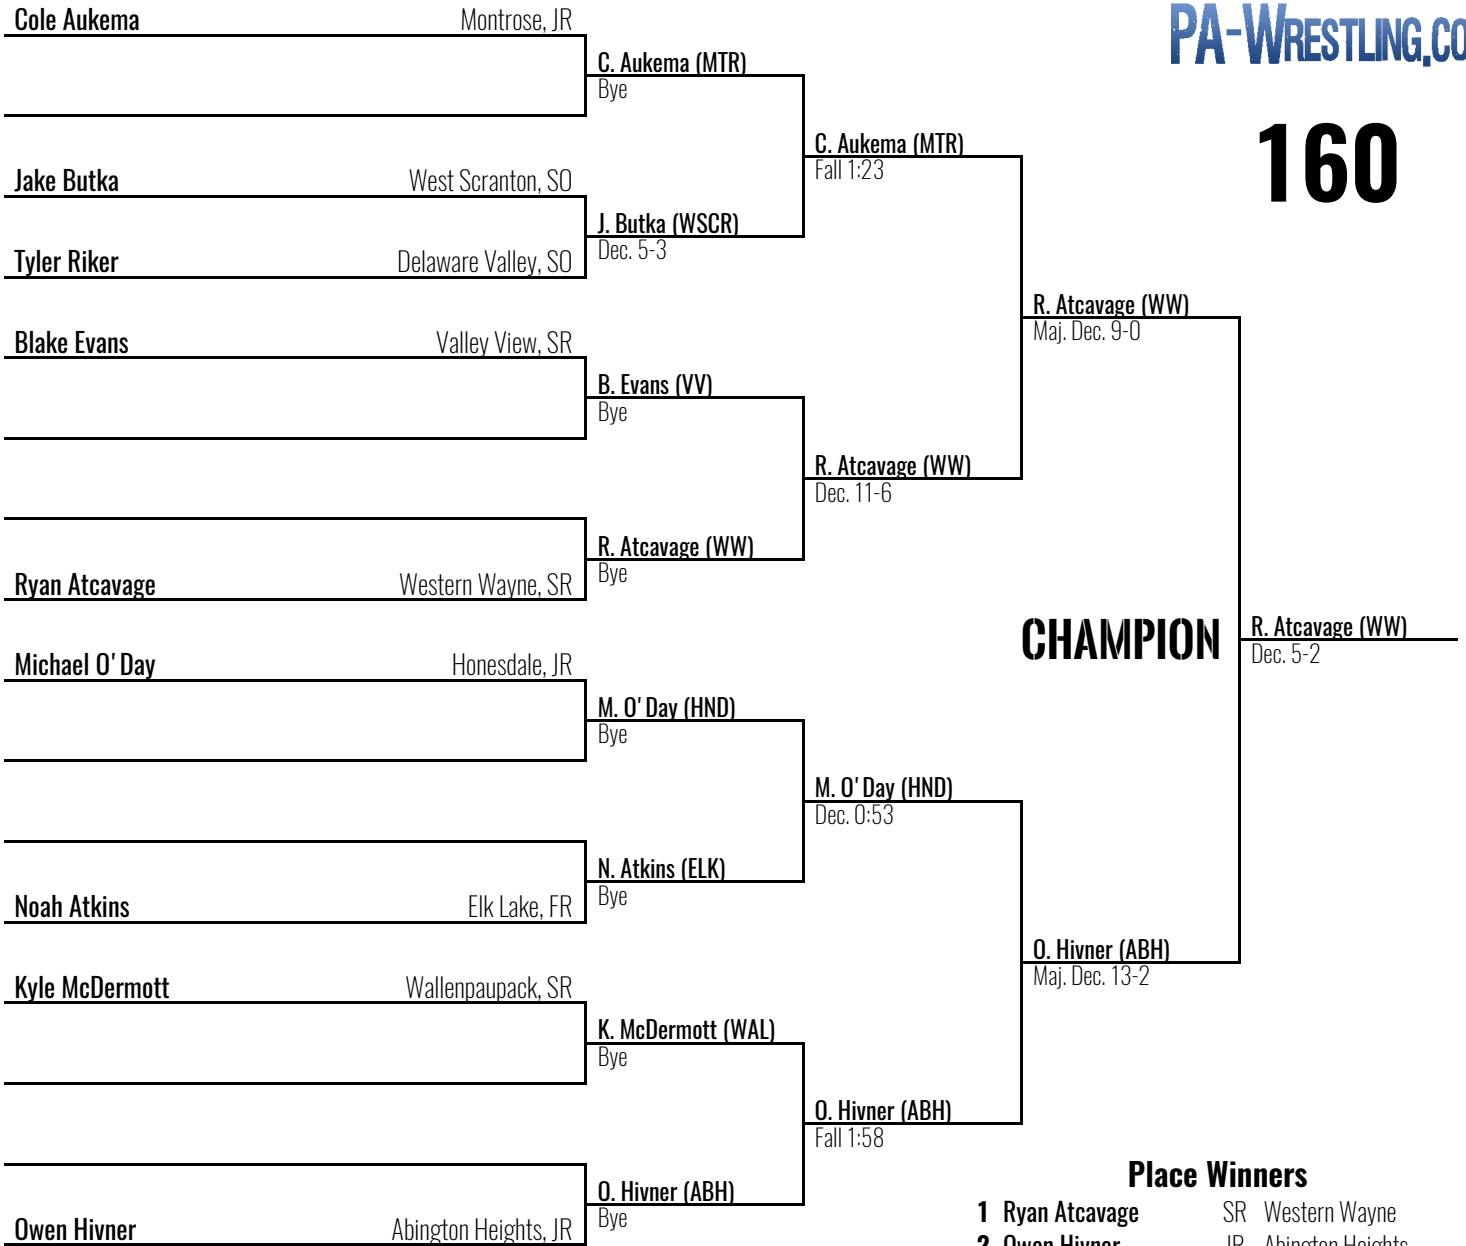 Cole Aukema Montrose, JR
PA-Wrestling.co
C. Aukema (MTR)
Bye
C. Aukema (MTR)
Fall 1:23
160
Jake Butka West Scranton, SO
J. Butka (WSCR)
Dec. 5-3
Tyler Riker Delaware Valley, SO
R. Atcavage (WW)
Maj. Dec. 9-0
Blake Evans Valley View, SR
B. Evans (VV)
Bye
R. Atcavage (WW)
Dec. 11-6
R. Atcavage (WW)
Bye
Ryan Atcavage Western Wayne, SR
CHAMPION
R. Atcavage (WW)
Dec. 5-2
Michael O'Day Honesdale, JR
M. O'Day (HND)
Bye
M. O'Day (HND)
Dec. 0:53
N. Atkins (ELK)
Bye
Noah Atkins Elk Lake, FR
O. Hivner (ABH)
Maj. Dec. 13-2
Kyle McDermott Wallenpaupack, SR
K. McDermott (WAL)
Bye
O. Hivner (ABH)
Fall 1:58
Place Winners
O. Hivner (ABH)
Bye
1 Ryan Atcavage SR Western Wayne
Owen Hivner Abington Heights, JR
2 Owen Hivner JR Abington Heights